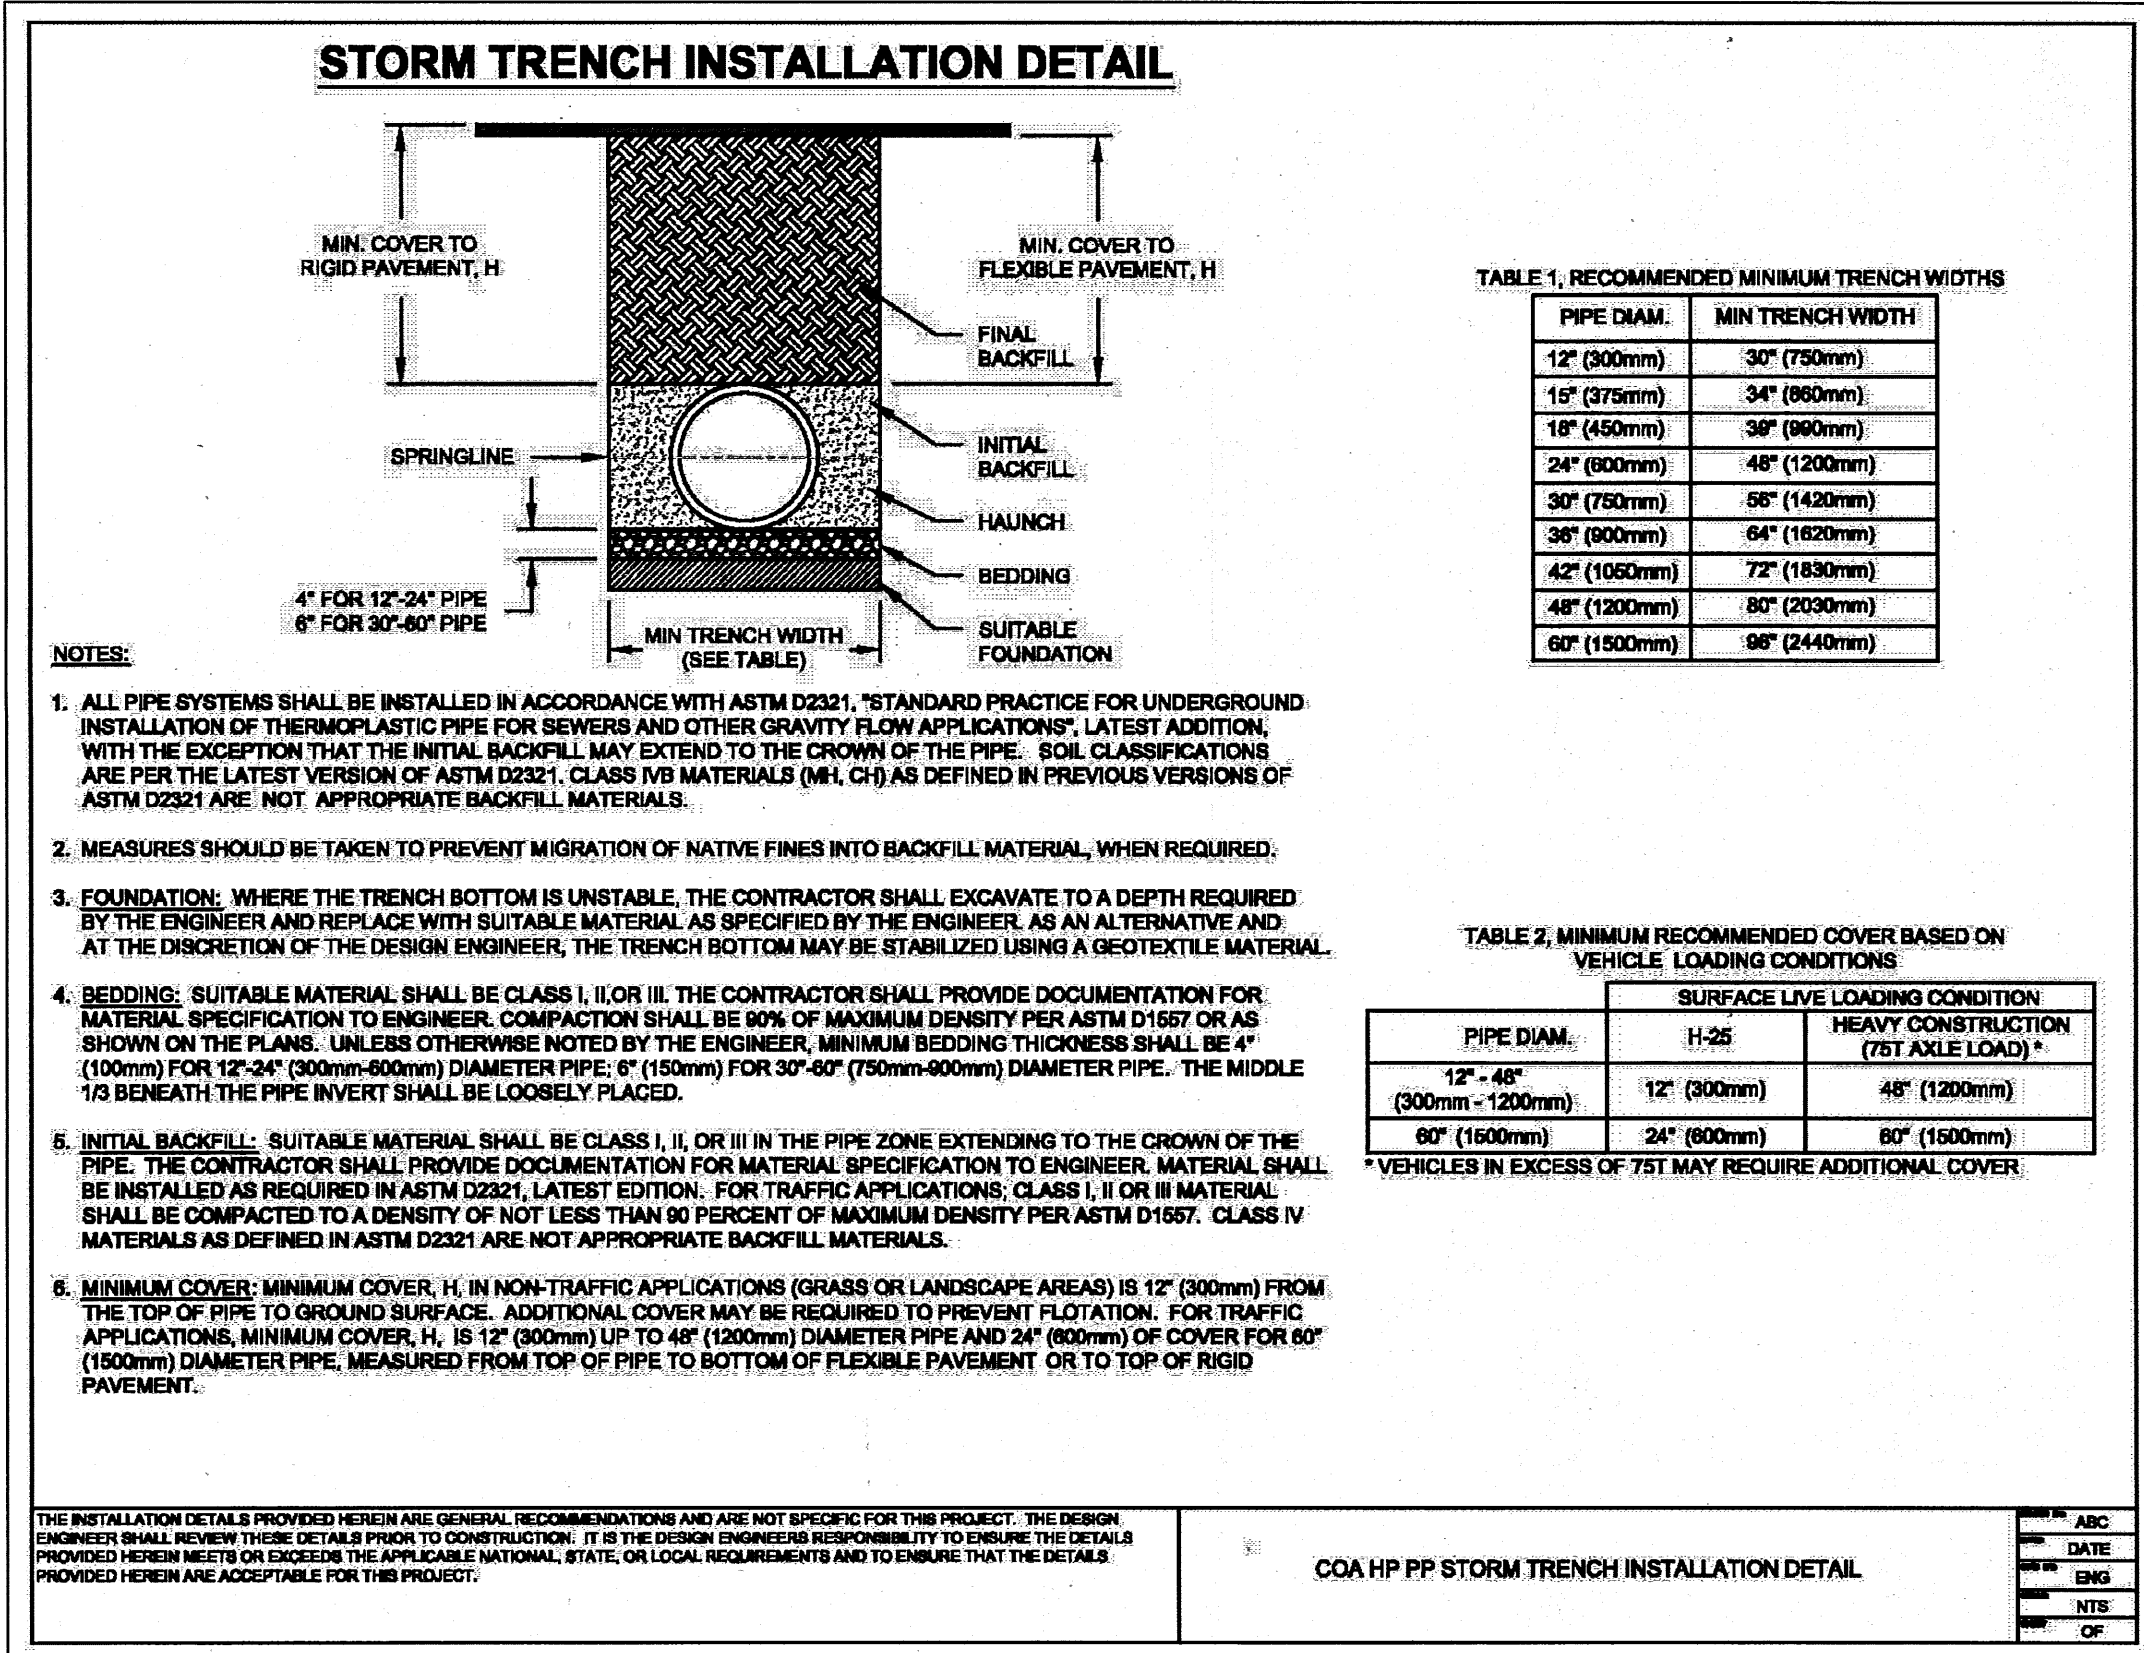 STORM TRENCH INSTALLATION DETAIL
MIN. COVER TO
RIGID PAVEMENT, H
MIN. COVER TO
FLEXIBLE PAVEMENT, H
FINAL
BACKFILL
INITIAL
BACKFILL
SPRINGLINE
HAUNCH
BEDDING
4" FOR 12"-24" PIPE
6" FOR 30"-60" PIPE
MIN TRENCH WIDTH
(SEE TABLE)
SUITABLE
FOUNDATION
TABLE 1, RECOMMENDED MINIMUM TRENCH WIDTHS
PIPE DIAM. MIN TRENCH WIDTH
12" (300mm) 30" (750mm)
15" (375mm) 34" (860mm)
18" (450mm) 39" (990mm)
24" (600mm) 48" (1200mm)
30" (750mm) 56" (1420mm)
36" (900mm) 64" (1620mm)
42" (1050mm) 72" (1830mm)
48" (1200mm) 80" (2030mm)
60" (1500mm) 96" (2440mm)
NOTES:
1. ALL PIPE SYSTEMS SHALL BE INSTALLED IN ACCORDANCE WITH ASTM D2321, "STANDARD PRACTICE FOR UNDERGROUND
INSTALLATION OF THERMOPLASTIC PIPE FOR SEWERS AND OTHER GRAVITY FLOW APPLICATIONS", LATEST ADDITION,
WITH THE EXCEPTION THAT THE INITIAL BACKFILL MAY EXTEND TO THE CROWN OF THE PIPE. SOIL CLASSIFICATIONS
ARE PER THE LATEST VERSION OF ASTM D2321. CLASS IVB MATERIALS (MH, CH) AS DEFINED IN PREVIOUS VERSIONS OF
ASTM D2321 ARE NOT APPROPRIATE BACKFILL MATERIALS.
2. MEASURES SHOULD BE TAKEN TO PREVENT MIGRATION OF NATIVE FINES INTO BACKFILL MATERIAL, WHEN REQUIRED.
3. FOUNDATION: WHERE THE TRENCH BOTTOM IS UNSTABLE, THE CONTRACTOR SHALL EXCAVATE TO A DEPTH REQUIRED
BY THE ENGINEER AND REPLACE WITH SUITABLE MATERIAL AS SPECIFIED BY THE ENGINEER. AS AN ALTERNATIVE AND
AT THE DISCRETION OF THE DESIGN ENGINEER, THE TRENCH BOTTOM MAY BE STABILIZED USING A GEOTEXTILE MATERIAL.
4. BEDDING: SUITABLE MATERIAL SHALL BE CLASS I, II, OR III. THE CONTRACTOR SHALL PROVIDE DOCUMENTATION FOR
MATERIAL SPECIFICATION TO ENGINEER. COMPACTION SHALL BE 90% OF MAXIMUM DENSITY PER ASTM D1557 OR AS
SHOWN ON THE PLANS. UNLESS OTHERWISE NOTED BY THE ENGINEER, MINIMUM BEDDING THICKNESS SHALL BE 4"
(100mm) FOR 12"-24" (300mm-600mm) DIAMETER PIPE; 6" (150mm) FOR 30"-60" (750mm-900mm) DIAMETER PIPE. THE MIDDLE
1/3 BENEATH THE PIPE INVERT SHALL BE LOOSELY PLACED.
5. INITIAL BACKFILL: SUITABLE MATERIAL SHALL BE CLASS I, II, OR III IN THE PIPE ZONE EXTENDING TO THE CROWN OF THE
PIPE. THE CONTRACTOR SHALL PROVIDE DOCUMENTATION FOR MATERIAL SPECIFICATION TO ENGINEER. MATERIAL SHALL
BE INSTALLED AS REQUIRED IN ASTM D2321, LATEST EDITION. FOR TRAFFIC APPLICATIONS; CLASS I, II OR III MATERIAL
SHALL BE COMPACTED TO A DENSITY OF NOT LESS THAN 90 PERCENT OF MAXIMUM DENSITY PER ASTM D1557. CLASS IV
MATERIALS AS DEFINED IN ASTM D2321 ARE NOT APPROPRIATE BACKFILL MATERIALS.
6. MINIMUM COVER: MINIMUM COVER, H, IN NON-TRAFFIC APPLICATIONS (GRASS OR LANDSCAPE AREAS) IS 12" (300mm) FROM
THE TOP OF PIPE TO GROUND SURFACE. ADDITIONAL COVER MAY BE REQUIRED TO PREVENT FLOTATION. FOR TRAFFIC
APPLICATIONS, MINIMUM COVER, H, IS 12" (300mm) UP TO 48" (1200mm) DIAMETER PIPE AND 24" (600mm) OF COVER FOR 60"
(1500mm) DIAMETER PIPE, MEASURED FROM TOP OF PIPE TO BOTTOM OF FLEXIBLE PAVEMENT OR TO TOP OF RIGID
PAVEMENT.
TABLE 2, MINIMUM RECOMMENDED COVER BASED ON
VEHICLE LOADING CONDITIONS
SURFACE LIVE LOADING CONDITION
PIPE DIAM. H-25 HEAVY CONSTRUCTION
(75T AXLE LOAD) *
12" - 48"
(300mm - 1200mm) 12" (300mm) 48" (1200mm)
60" (1500mm) 24" (600mm) 60" (1500mm)
* VEHICLES IN EXCESS OF 75T MAY REQUIRE ADDITIONAL COVER
THE INSTALLATION DETAILS PROVIDED HEREIN ARE GENERAL RECOMMENDATIONS AND ARE NOT SPECIFIC FOR THIS PROJECT. THE DESIGN
ENGINEER SHALL REVIEW THESE DETAILS PRIOR TO CONSTRUCTION. IT IS THE DESIGN ENGINEERS RESPONSIBILITY TO ENSURE THE DETAILS
PROVIDED HEREIN MEETS OR EXCEEDS THE APPLICABLE NATIONAL, STATE, OR LOCAL REQUIREMENTS AND TO ENSURE THAT THE DETAILS
PROVIDED HEREIN ARE ACCEPTABLE FOR THIS PROJECT.
COA HP PP STORM TRENCH INSTALLATION DETAIL
ABC
DATE
ENG
NTS
OF